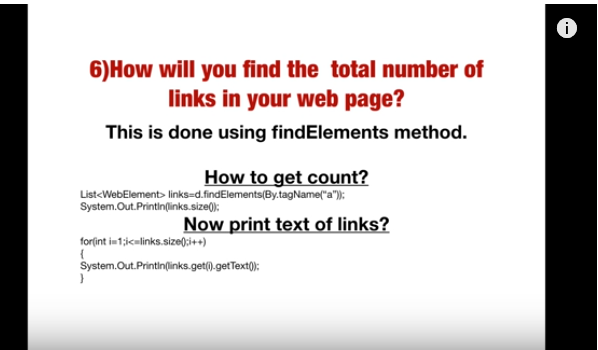 6)How will you find the  total number of
links in your web page?
This is done using findElements method.
How to get count?
List<WebElement> links=d.findElements(By.tagName("a"));
System.Out.Println(links.size());
Now print text of links?
for(int i=1;i<=links.size();i++)
{
System.Out.Println(links.get(i).getText());
}